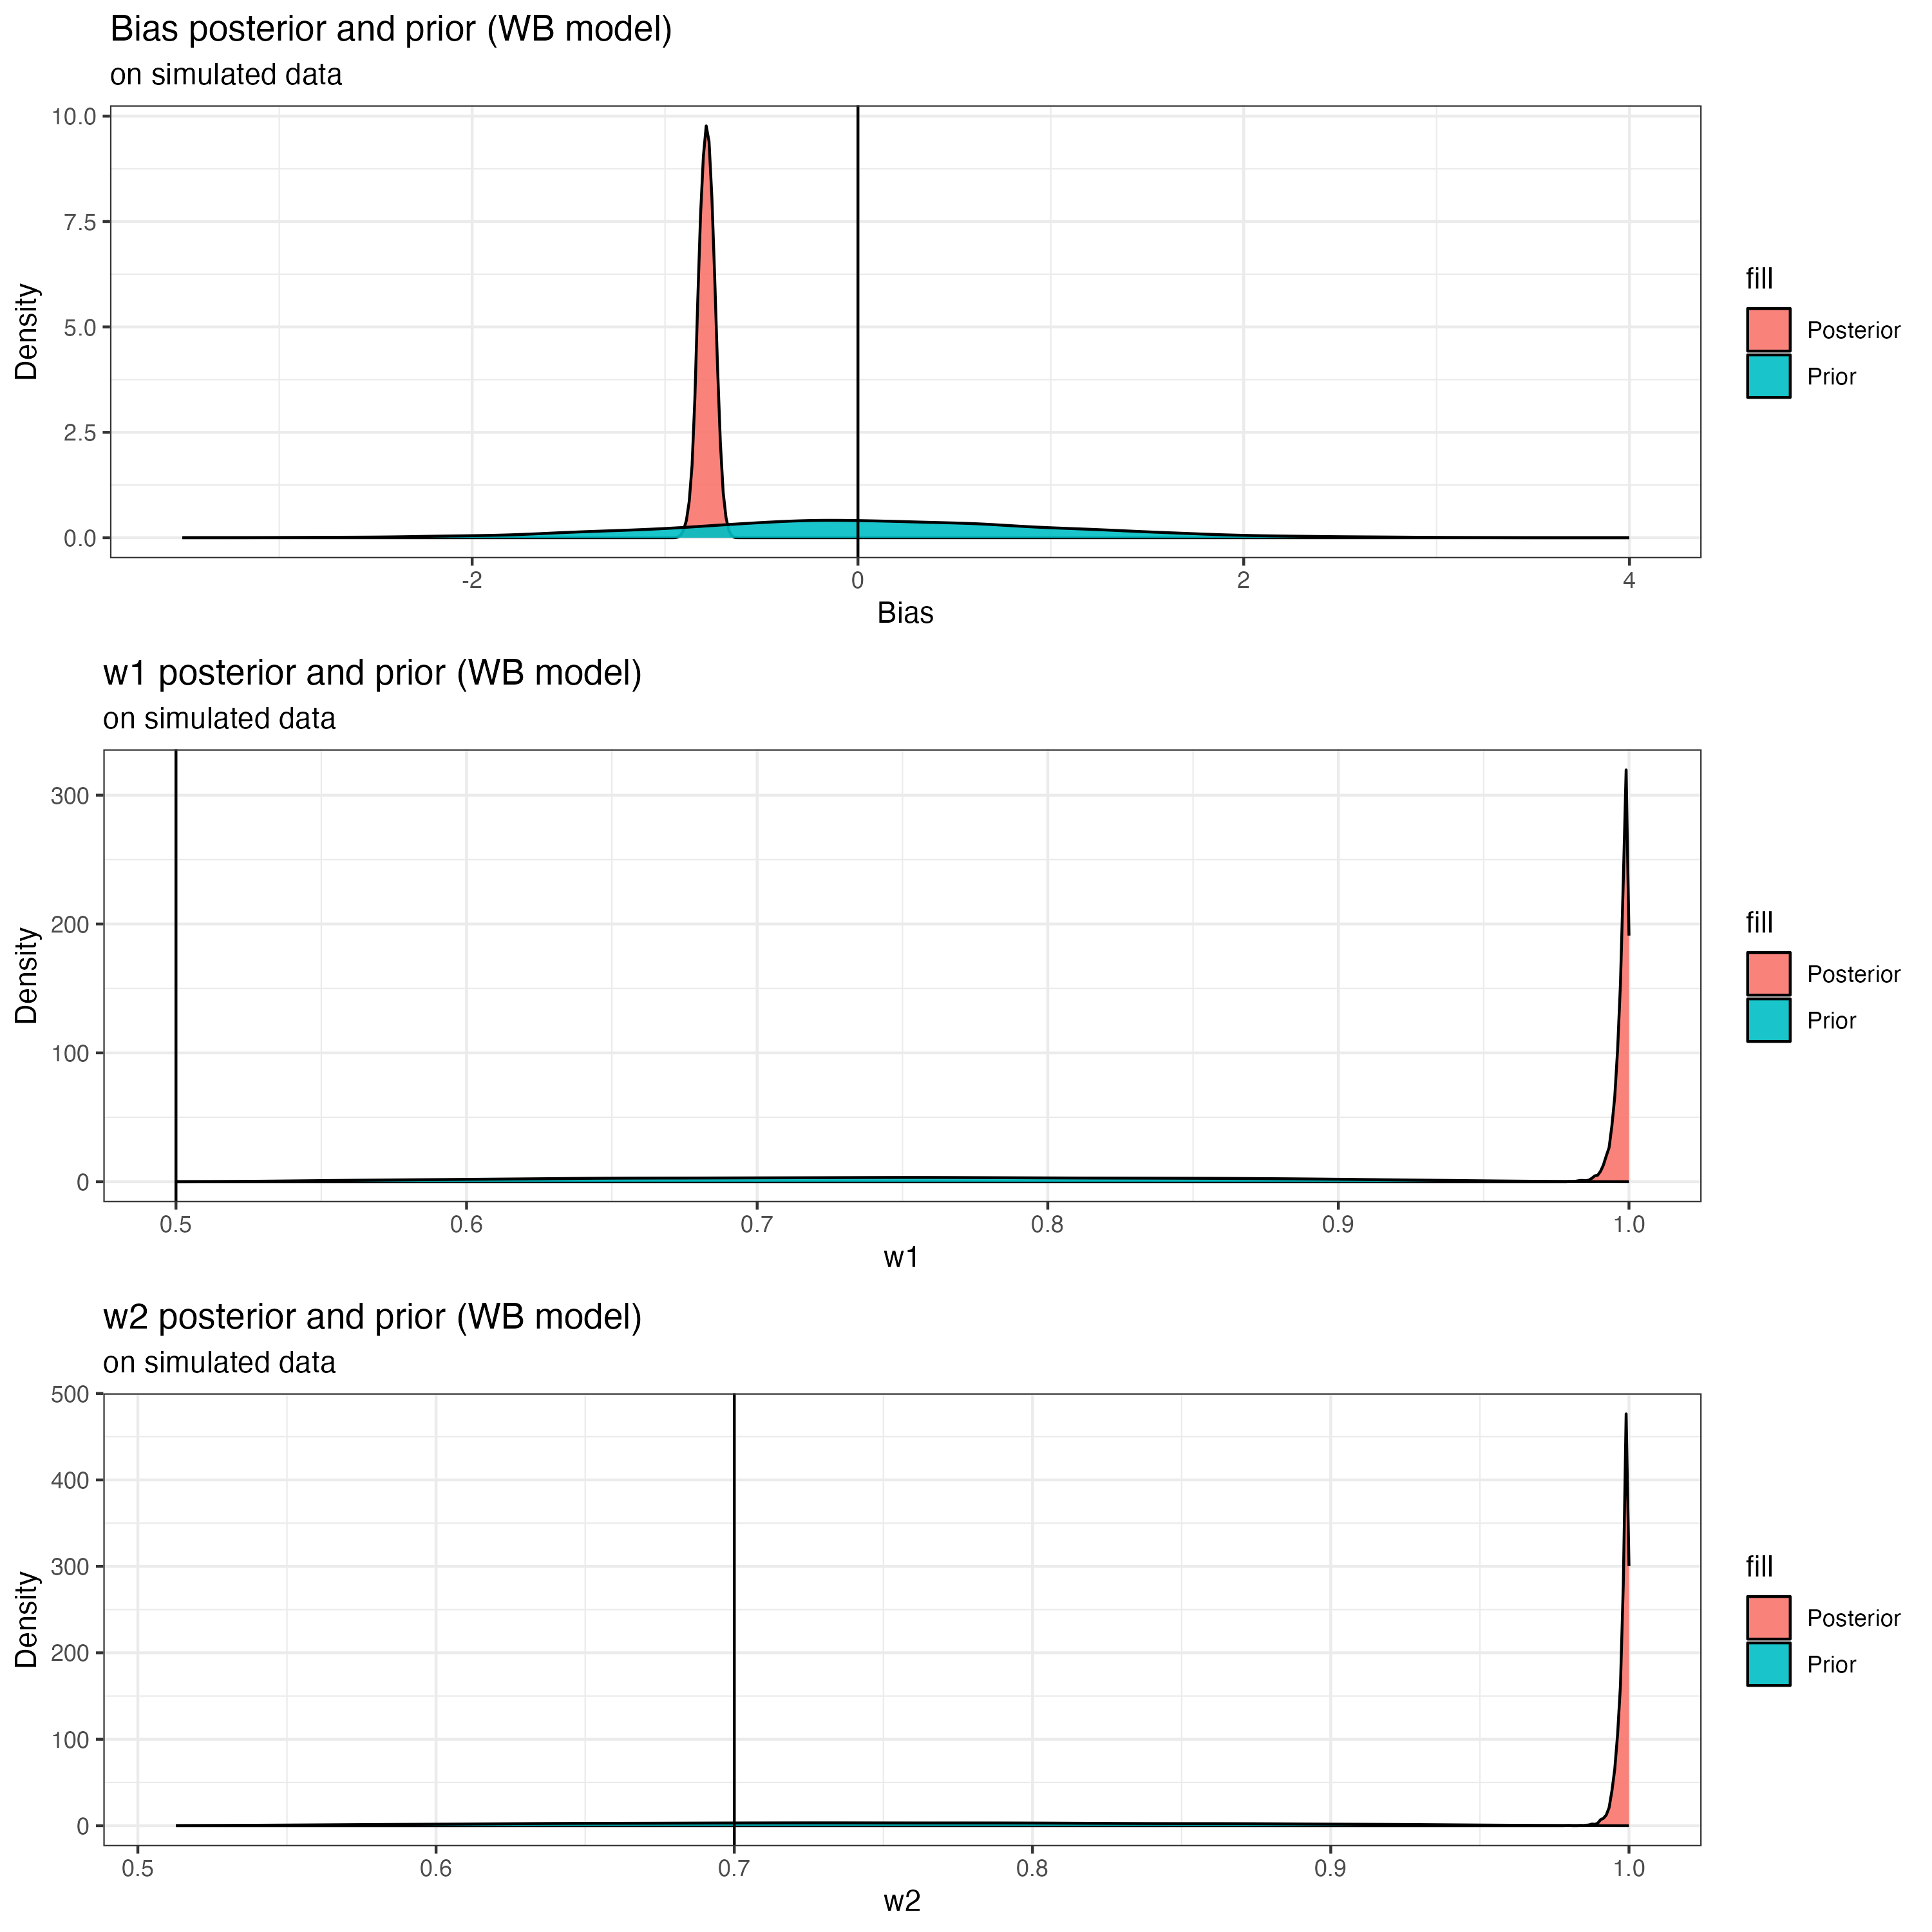 Bias posterior and prior (WB model)
on simulated data
10.0
7.5
5.0
2.5
0.0
Density
-2 0 2 4
Bias
fill
Posterior
Prior
w1 posterior and prior (WB model)
on simulated data
300
200
100
0
Density
0.5 0.6 0.7 0.8 0.9 1.0
w1
fill
Posterior
Prior
w2 posterior and prior (WB model)
on simulated data
500
400
300
200
100
0
Density
0.5 0.6 0.7 0.8 0.9 1.0
w2
fill
Posterior
Prior